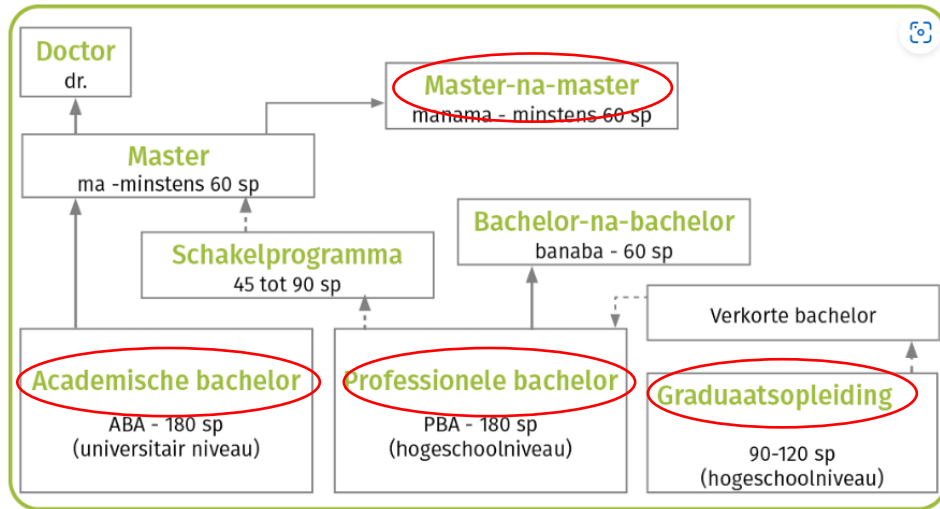 Doctor
dr.
Master-na-master
manama - minstens 60 sp
Master
ma -minstens 60 sp
Bachelor-na-bachelor
banaba - 60 sp
Schakelprogramma
45 tot 90 sp
Verkorte bachelor
Academische bachelor
ABA - 180 sp
(universitair niveau)
Professionele bachelor
PBA - 180 sp
(hogeschoolniveau)
Graduaatsopleiding
90-120 sp
(hogeschoolniveau)